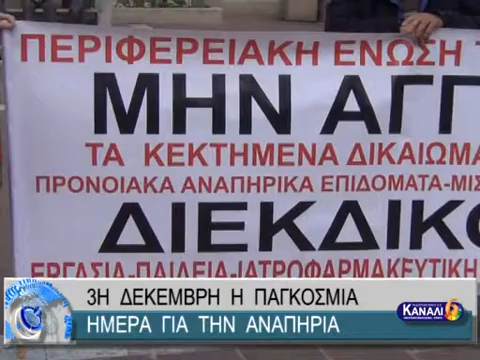 ΠΕΡΙΦΕΡΕΙΑΚΗ ΕΝΩΣΗ
ΜΗΝ ΑΓΓ
ΤΑ ΚΕΚΤΗΜΕΝΑ ΔΙΚΑΙΩΜΑ
ΠΡΟΝΟΙΑΚΑ ΑΝΑΠΗΡΙΚΑ ΕΠΙΔΟΜΑΤΑ-ΜΙΣ
ΔΙΕΚΔΙΚΟ
ΕΡΓΑΣΙΑ-ΠΑΙΔΕΙΑ-ΙΑΤΡΟΦΑΡΜΑΚΕΥΤΙΚΗ
3Η ΔΕΚΕΜΒΡΗ Η ΠΑΓΚΟΣΜΙΑ
ΗΜΕΡΑ ΓΙΑ ΤΗΝ ΑΝΑΠΗΡΙΑ
ΚΑΝΑΛΙ 6